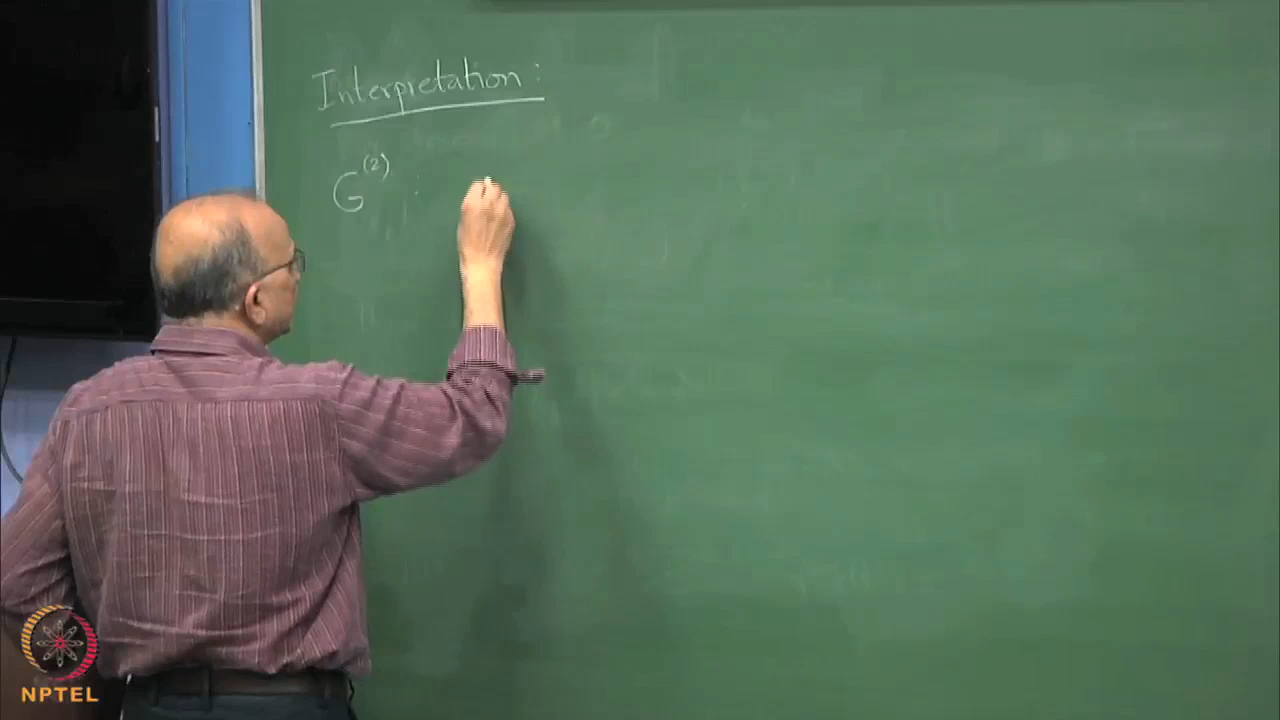 Interpretation :
G^(2) :
NPTEL